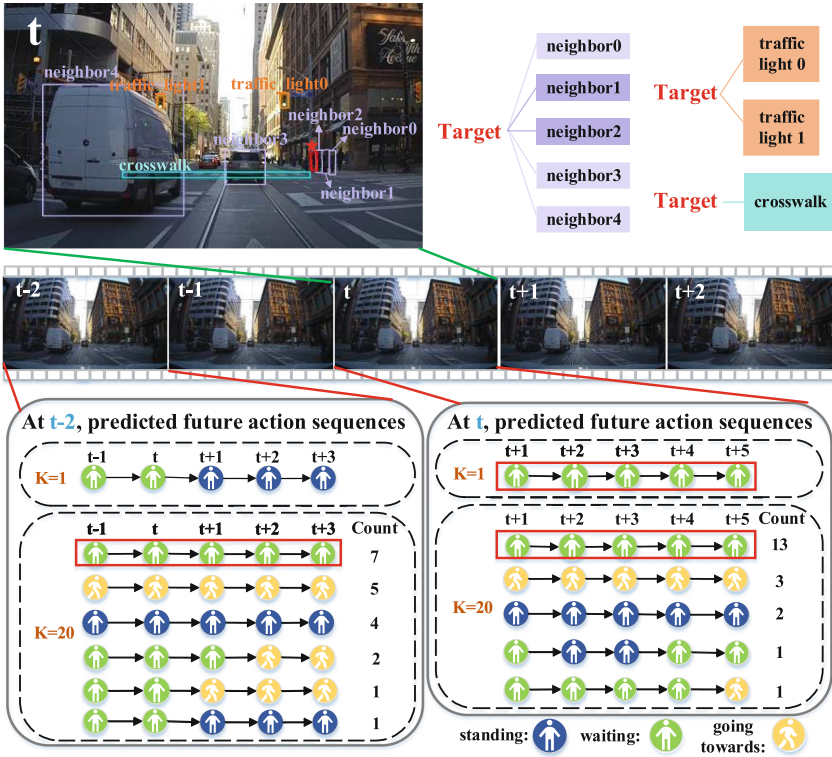 t
neighbor4
traffic_light1
traffic_light0
neighbor2
neighbor0
neighbor3
crosswalk
neighbor1
Saks
Fifth
Avenue
Target
neighbor0
neighbor1
neighbor2
neighbor3
neighbor4
Target
traffic
light 0
traffic
light 1
Target
crosswalk
t-2
t-1
t
t+1
t+2
At t-2, predicted future action sequences
t-1 t t+1 t+2 t+3
K=1
t-1 t t+1 t+2 t+3 Count
7
5
4
K=20
2
1
1
At t, predicted future action sequences
t+1 t+2 t+3 t+4 t+5
K=1
t+1 t+2 t+3 t+4 t+5 Count
13
3
K=20
2
1
1
standing: waiting: going
towards: